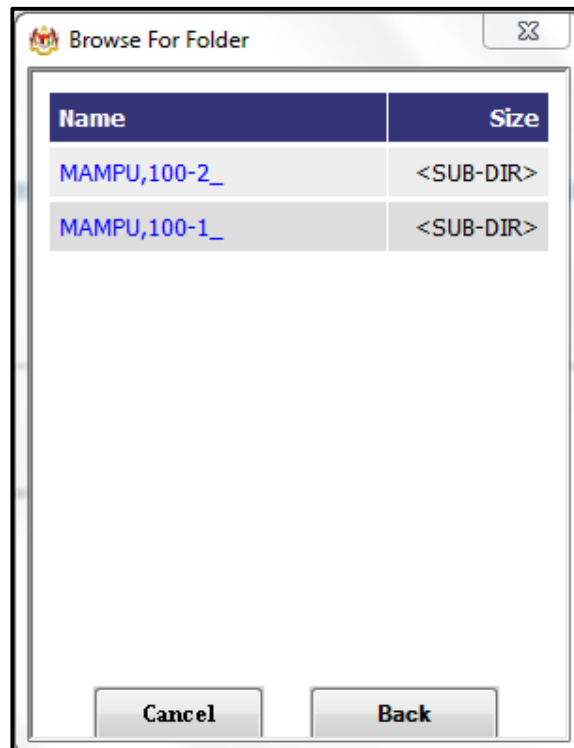 Browse For Folder
Name Size
MAMPU,100-2_ <SUB-DIR>
MAMPU,100-1_ <SUB-DIR>
Cancel Back